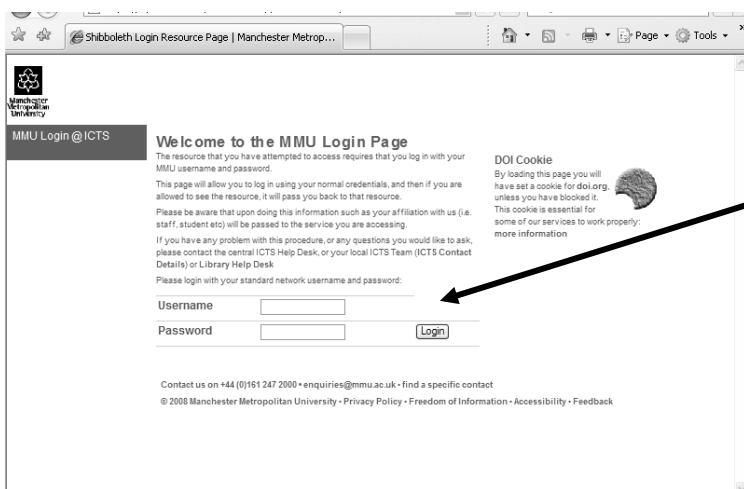 Shibboleth Login Resource Page | Manchester Metrop...
Page
Tools
»
Manchester
Metropolitan
University
MMU Login @ ICTS
Welcome to the MMU Login Page
The resource that you have attempted to access requires that you log in with your
MMU username and password.
This page will allow you to log in using your normal credentials, and then if you are
allowed to see the resource, it will pass you back to that resource.
Please be aware that upon doing this information such as your affiliation with us (i.e.
staff, student etc) will be passed to the service you are accessing.
If you have any problem with this procedure, or any questions you would like to ask,
please contact the central ICTS Help Desk, or your local ICTS Team (ICTS Contact
Details) or Library Help Desk
Please login with your standard network username and password:
Username
Password
Login
DOI Cookie
By loading this page you will
have set a cookie for doi.org,
unless you have blocked it.
This cookie is essential for
some of our services to work properly:
more information
Contact us on +44 (0)161 247 2000 • enquiries@mmu.ac.uk • find a specific contact
© 2008 Manchester Metropolitan University • Privacy Policy • Freedom of Information • Accessibility • Feedback